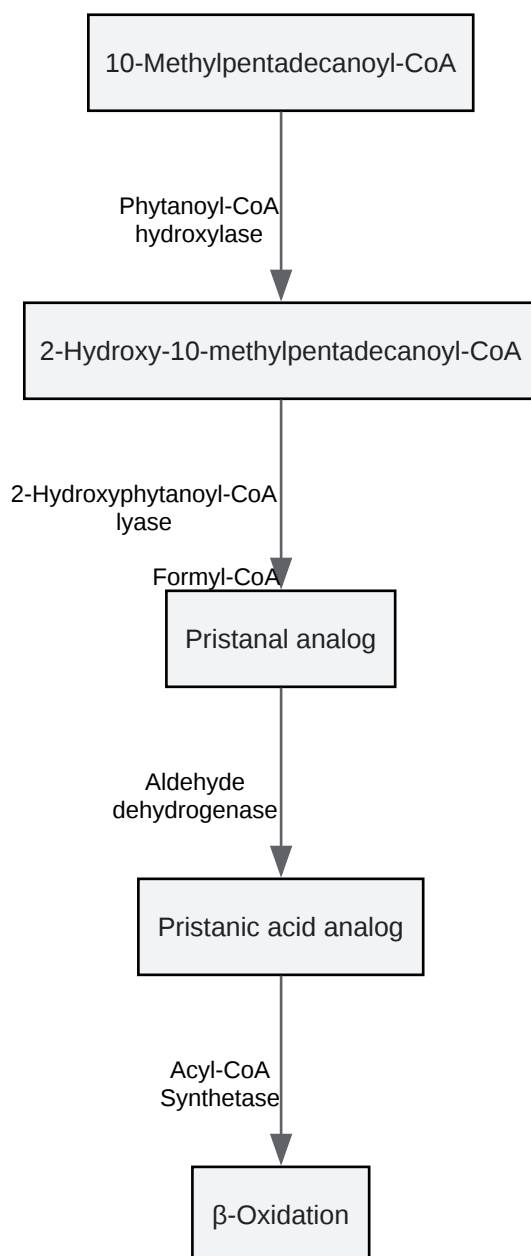 10-Methylpentadecanoyl-CoA
Phytanoyl-CoA
hydroxylase
2-Hydroxy-10-methylpentadecanoyl-CoA
2-Hydroxyphytanoyl-CoA
lyase
Formyl-CoA
Pristanal analog
Aldehyde
dehydrogenase
Pristanic acid analog
Acyl-CoA
Synthetase
β-Oxidation